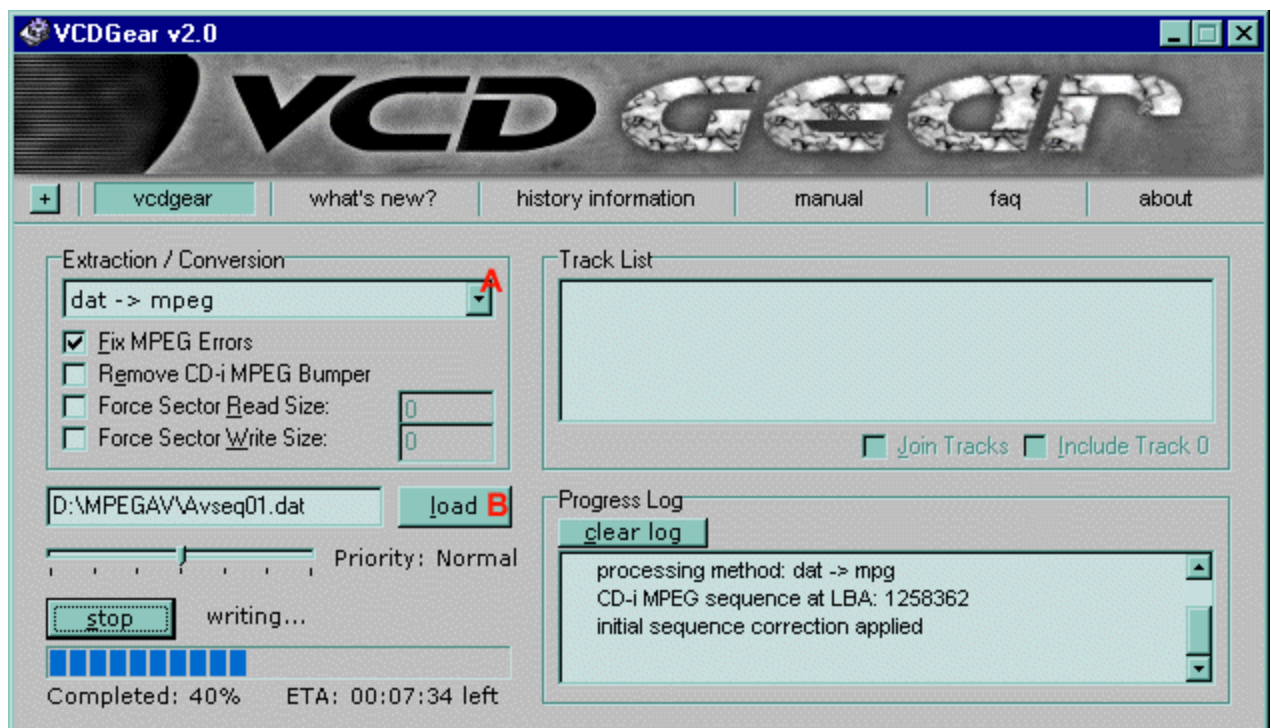 VCDGear v2.0
VCD Gear
+ vcdgear what's new? history information manual faq about
Extraction / Conversion
A
dat -> mpeg
Fix MPEG Errors
Remove CD-i MPEG Bumper
Force Sector Read Size: 0
Force Sector Write Size: 0
D:\MPEGAV\Avseq01.dat load B
Priority: Normal
stop writing...
Completed: 40% ETA: 00:07:34 left
Track List
Join Tracks Include Track 0
Progress Log
clear log
processing method: dat -> mpg
CD-i MPEG sequence at LBA: 1258362
initial sequence correction applied